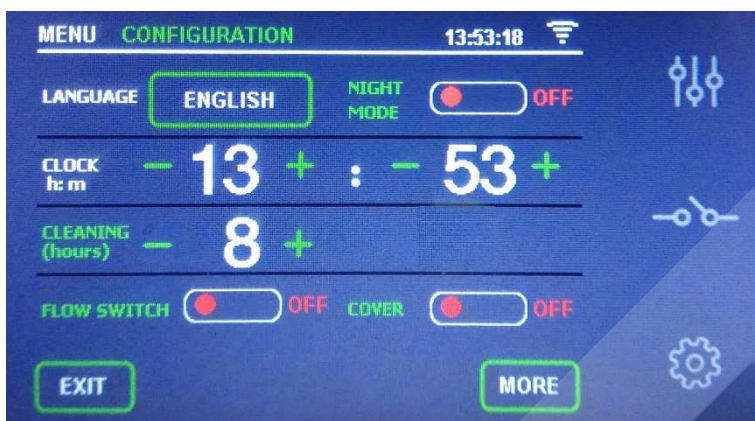 MENU CONFIGURATION 13:53:18
LANGUAGE ENGLISH NIGHT MODE OFF
CLOCK h: m - 13 + : - 53 +
CLEANING (hours) - 8 +
FLOW SWITCH OFF COVER OFF
EXIT MORE